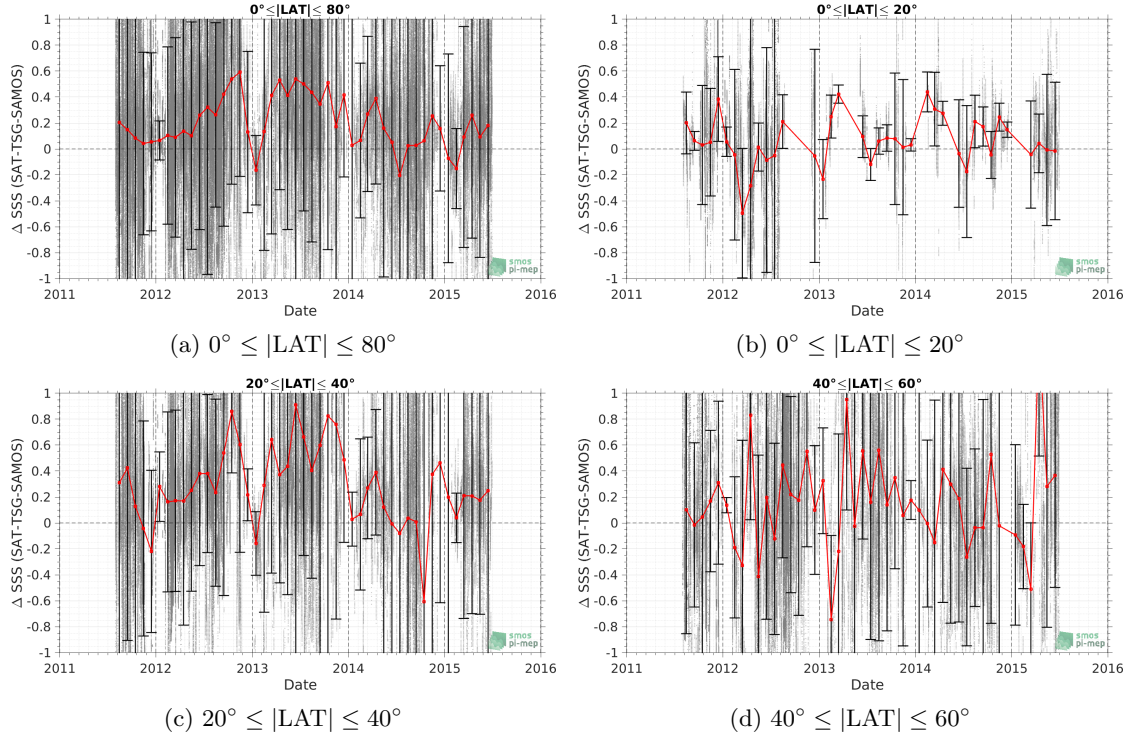 0°≤|LAT|≤ 80°
1
0.8
0.6
0.4
0.2
0
-0.2
-0.4
-0.6
-0.8
-1
Δ SSS (SAT-TSG-SAMOS)
2011 2012 2013 2014 2015 2016
Date
smos
pi-mep
(a) 0° ≤ |LAT| ≤ 80°
0°≤|LAT|≤ 20°
1
0.8
0.6
0.4
0.2
0
-0.2
-0.4
-0.6
-0.8
-1
Δ SSS (SAT-TSG-SAMOS)
2011 2012 2013 2014 2015 2016
Date
smos
pi-mep
(b) 0° ≤ |LAT| ≤ 20°
20°≤|LAT|≤ 40°
1
0.8
0.6
0.4
0.2
0
-0.2
-0.4
-0.6
-0.8
-1
Δ SSS (SAT-TSG-SAMOS)
2011 2012 2013 2014 2015 2016
Date
smos
pi-mep
(c) 20° ≤ |LAT| ≤ 40°
40°≤|LAT|≤ 60°
1
0.8
0.6
0.4
0.2
0
-0.2
-0.4
-0.6
-0.8
-1
Δ SSS (SAT-TSG-SAMOS)
2011 2012 2013 2014 2015 2016
Date
smos
pi-mep
(d) 40° ≤ |LAT| ≤ 60°